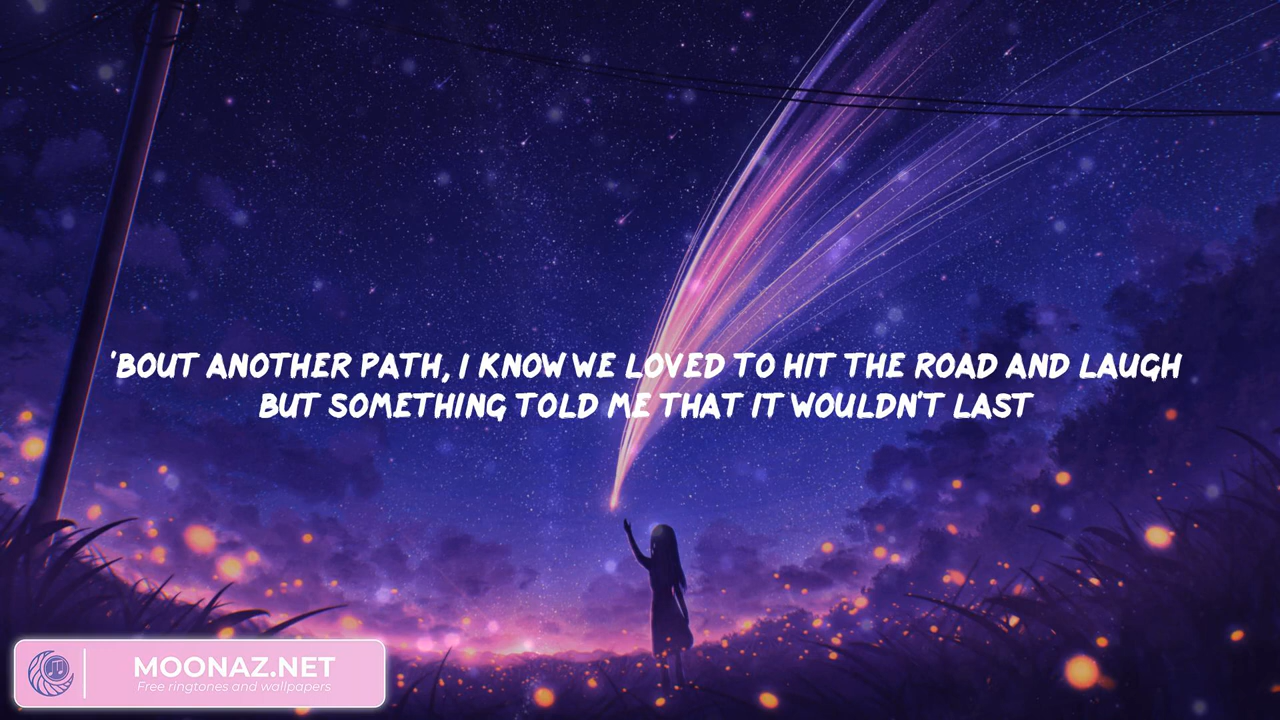 'BOUT ANOTHER PATH, I KNOW WE LOVED TO HIT THE ROAD AND LAUGH
BUT SOMETHING TOLD ME THAT IT WOULDN'T LAST
MOONAZ.NET
Free ringtones and wallpapers